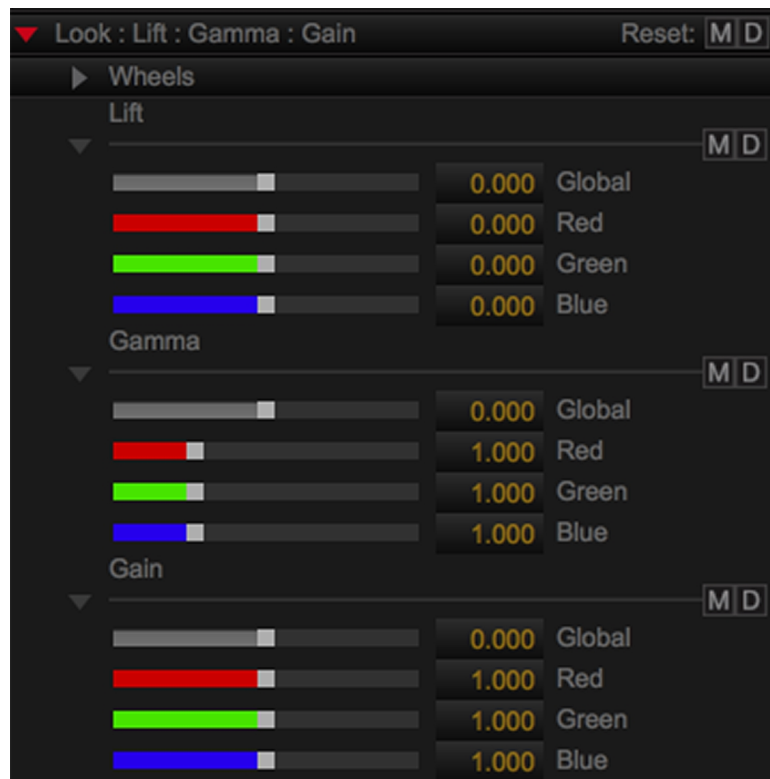 Look : Lift : Gamma : Gain Reset: M D
Wheels
Lift
M D
0.000 Global
0.000 Red
0.000 Green
0.000 Blue
Gamma
M D
0.000 Global
1.000 Red
1.000 Green
1.000 Blue
Gain
M D
0.000 Global
1.000 Red
1.000 Green
1.000 Blue